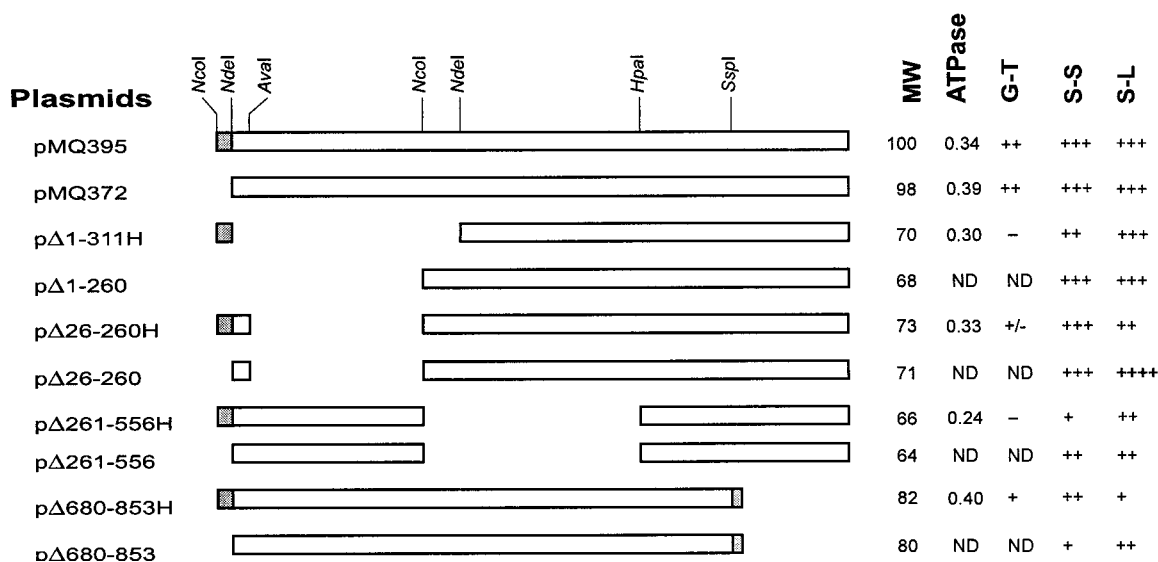 NcoI NdeI AvaI NcoI NdeI HpaI SspI
Plasmids MW ATPase G-T S-S S-L
pMQ395 100 0.34 ++ +++ +++
pMQ372 98 0.39 ++ +++ +++
pΔ1-311H 70 0.30 – ++ +++
pΔ1-260 68 ND ND +++ +++
pΔ26-260H 73 0.33 +/- +++ ++
pΔ26-260 71 ND ND +++ ++++
pΔ261-556H 66 0.24 – + ++
pΔ261-556 64 ND ND ++ ++
pΔ680-853H 82 0.40 + ++ +
pΔ680-853 80 ND ND + ++